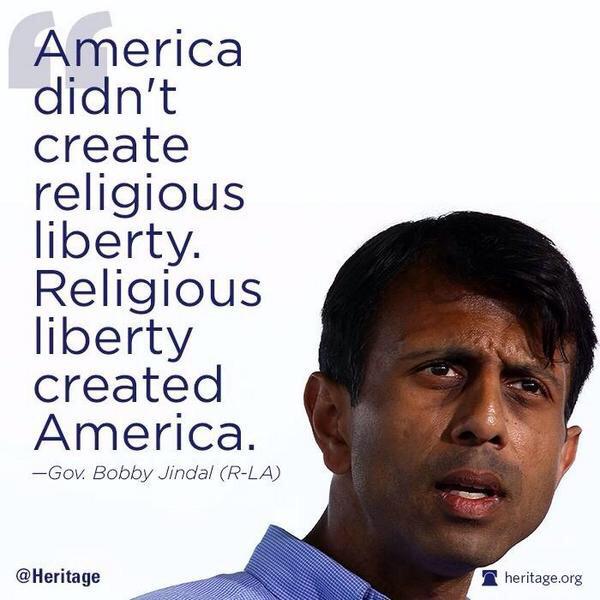 America
didn't
create
religious
liberty.
Religious
liberty
created
America.
—Gov. Bobby Jindal (R-LA)
@Heritage
heritage.org